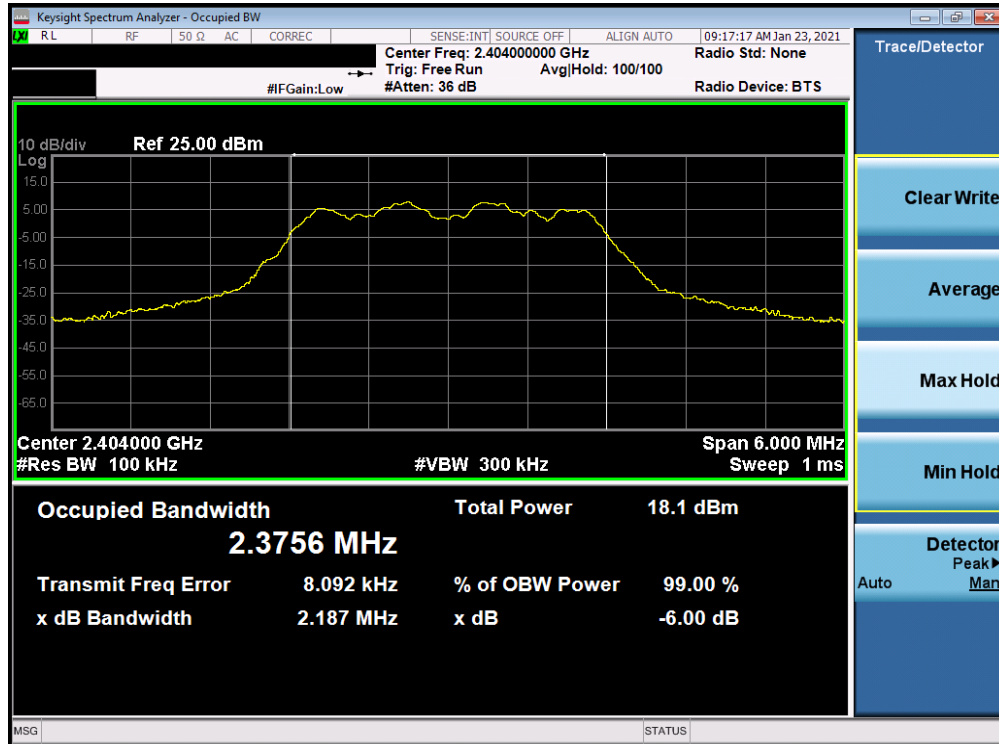 Keysight Spectrum Analyzer - Occupied BW
LXI RL RF 50 Ω AC CORREC SENSE:INT SOURCE OFF ALIGN AUTO 09:17:17 AM Jan 23, 2021
Center Freq: 2.404000000 GHz Radio Std: None
Trig: Free Run Avg|Hold: 100/100
#IFGain:Low #Atten: 36 dB Radio Device: BTS
Trace/Detector
10 dB/div Ref 25.00 dBm
Log
15.0
5.00
-5.00
-15.0
-25.0
-35.0
-45.0
-55.0
-65.0
Center 2.404000 GHz Span 6.000 MHz
#Res BW 100 kHz #VBW 300 kHz Sweep 1 ms
Occupied Bandwidth Total Power 18.1 dBm
2.3756 MHz
Transmit Freq Error 8.092 kHz % of OBW Power 99.00 %
x dB Bandwidth 2.187 MHz x dB -6.00 dB
Clear Write
Average
Max Hold
Min Hold
Detector
Peak
Auto Man
MSG STATUS